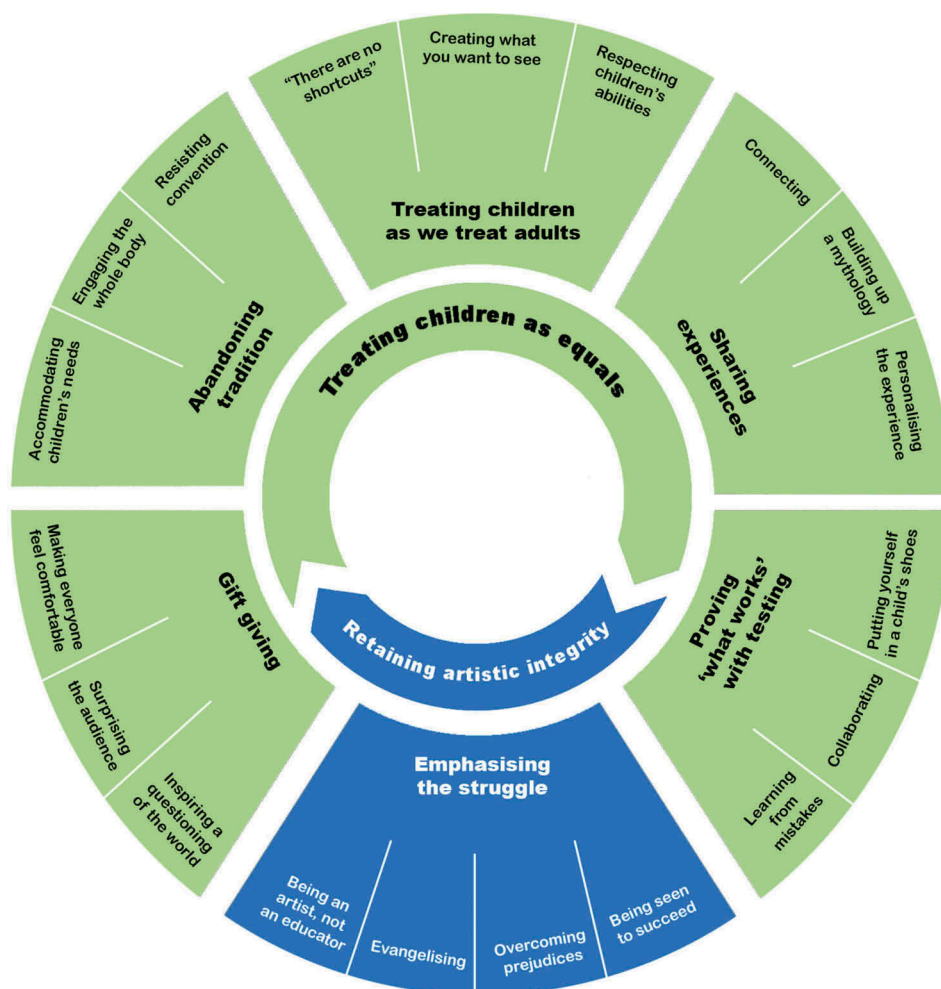 “There are no
shortcuts”
Creating what
you want to see
Respecting
children’s
abilities
Treating children
as we treat adults
Connecting
Building up
a mythology
Personalising
the experience
Sharing
experiences
Putting yourself
in a child’s shoes
Collaborating
Learning
from
mistakes
Proving
‘what works’
with testing
Being seen
to succeed
Overcoming
prejudices
Evangelising
Being an
artist, not
an educator
Emphasising
the struggle
Inspiring a
questioning
of the world
Surprising
the audience
Making everyone
feel comfortable
Gift giving
Accommodating
children’s needs
Engaging the
whole body
Resisting
convention
Abandoning
tradition
Treating children as equals
Retaining artistic integrity